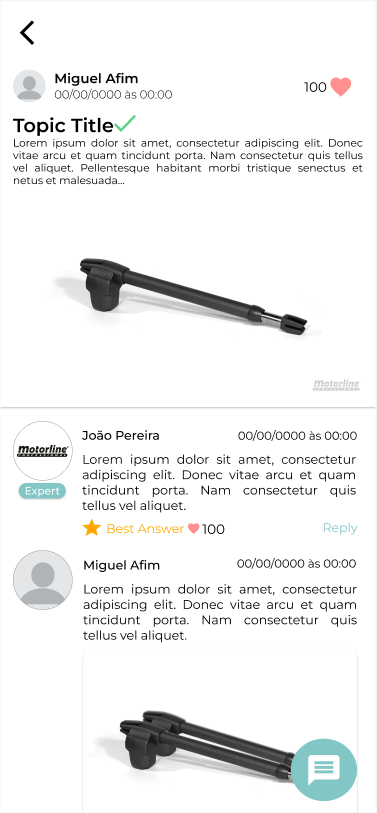 Miguel Afim
00/00/0000 às 00:00
100
Topic Title
Lorem ipsum dolor sit amet, consectetur adipiscing elit. Donec
vitae arcu et quam tincidunt porta. Nam consectetur quis tellus
vel aliquet. Pellentesque habitant morbi tristique senectus et
netus et malesuada...
Motorline
PROFESSIONAL
Motorline
PROFESSIONAL
Expert
João Pereira
00/00/0000 às 00:00
Lorem ipsum dolor sit amet, consectetur
adipiscing elit. Donec vitae arcu et quam
tincidunt porta. Nam consectetur quis
tellus vel aliquet.
Best Answer
100
Reply
Miguel Afim
00/00/0000 às 00:00
Lorem ipsum dolor sit amet, consectetur
adipiscing elit. Donec vitae arcu et quam
tincidunt porta. Nam consectetur quis
tellus vel aliquet.